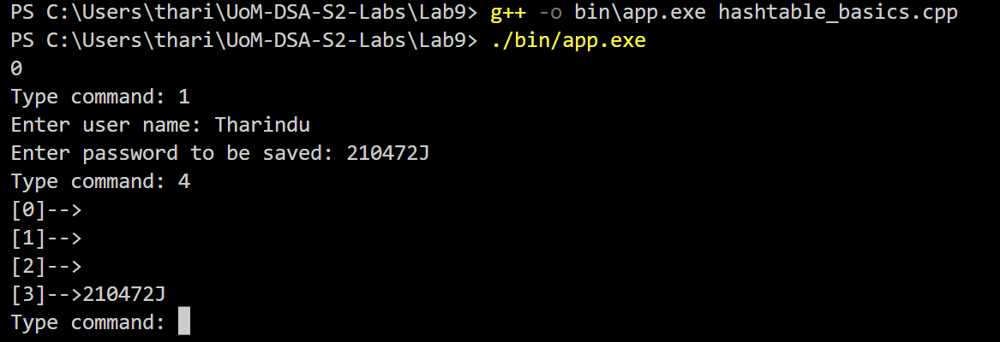 PS C:\Users\thari\UoM-DSA-S2-Labs\Lab9> g++ -o bin\app.exe hashtable_basics.cpp
PS C:\Users\thari\UoM-DSA-S2-Labs\Lab9> ./bin/app.exe
0
Type command: 1
Enter user name: Tharindu
Enter password to be saved: 210472J
Type command: 4
[0]-->
[1]-->
[2]-->
[3]-->210472J
Type command: